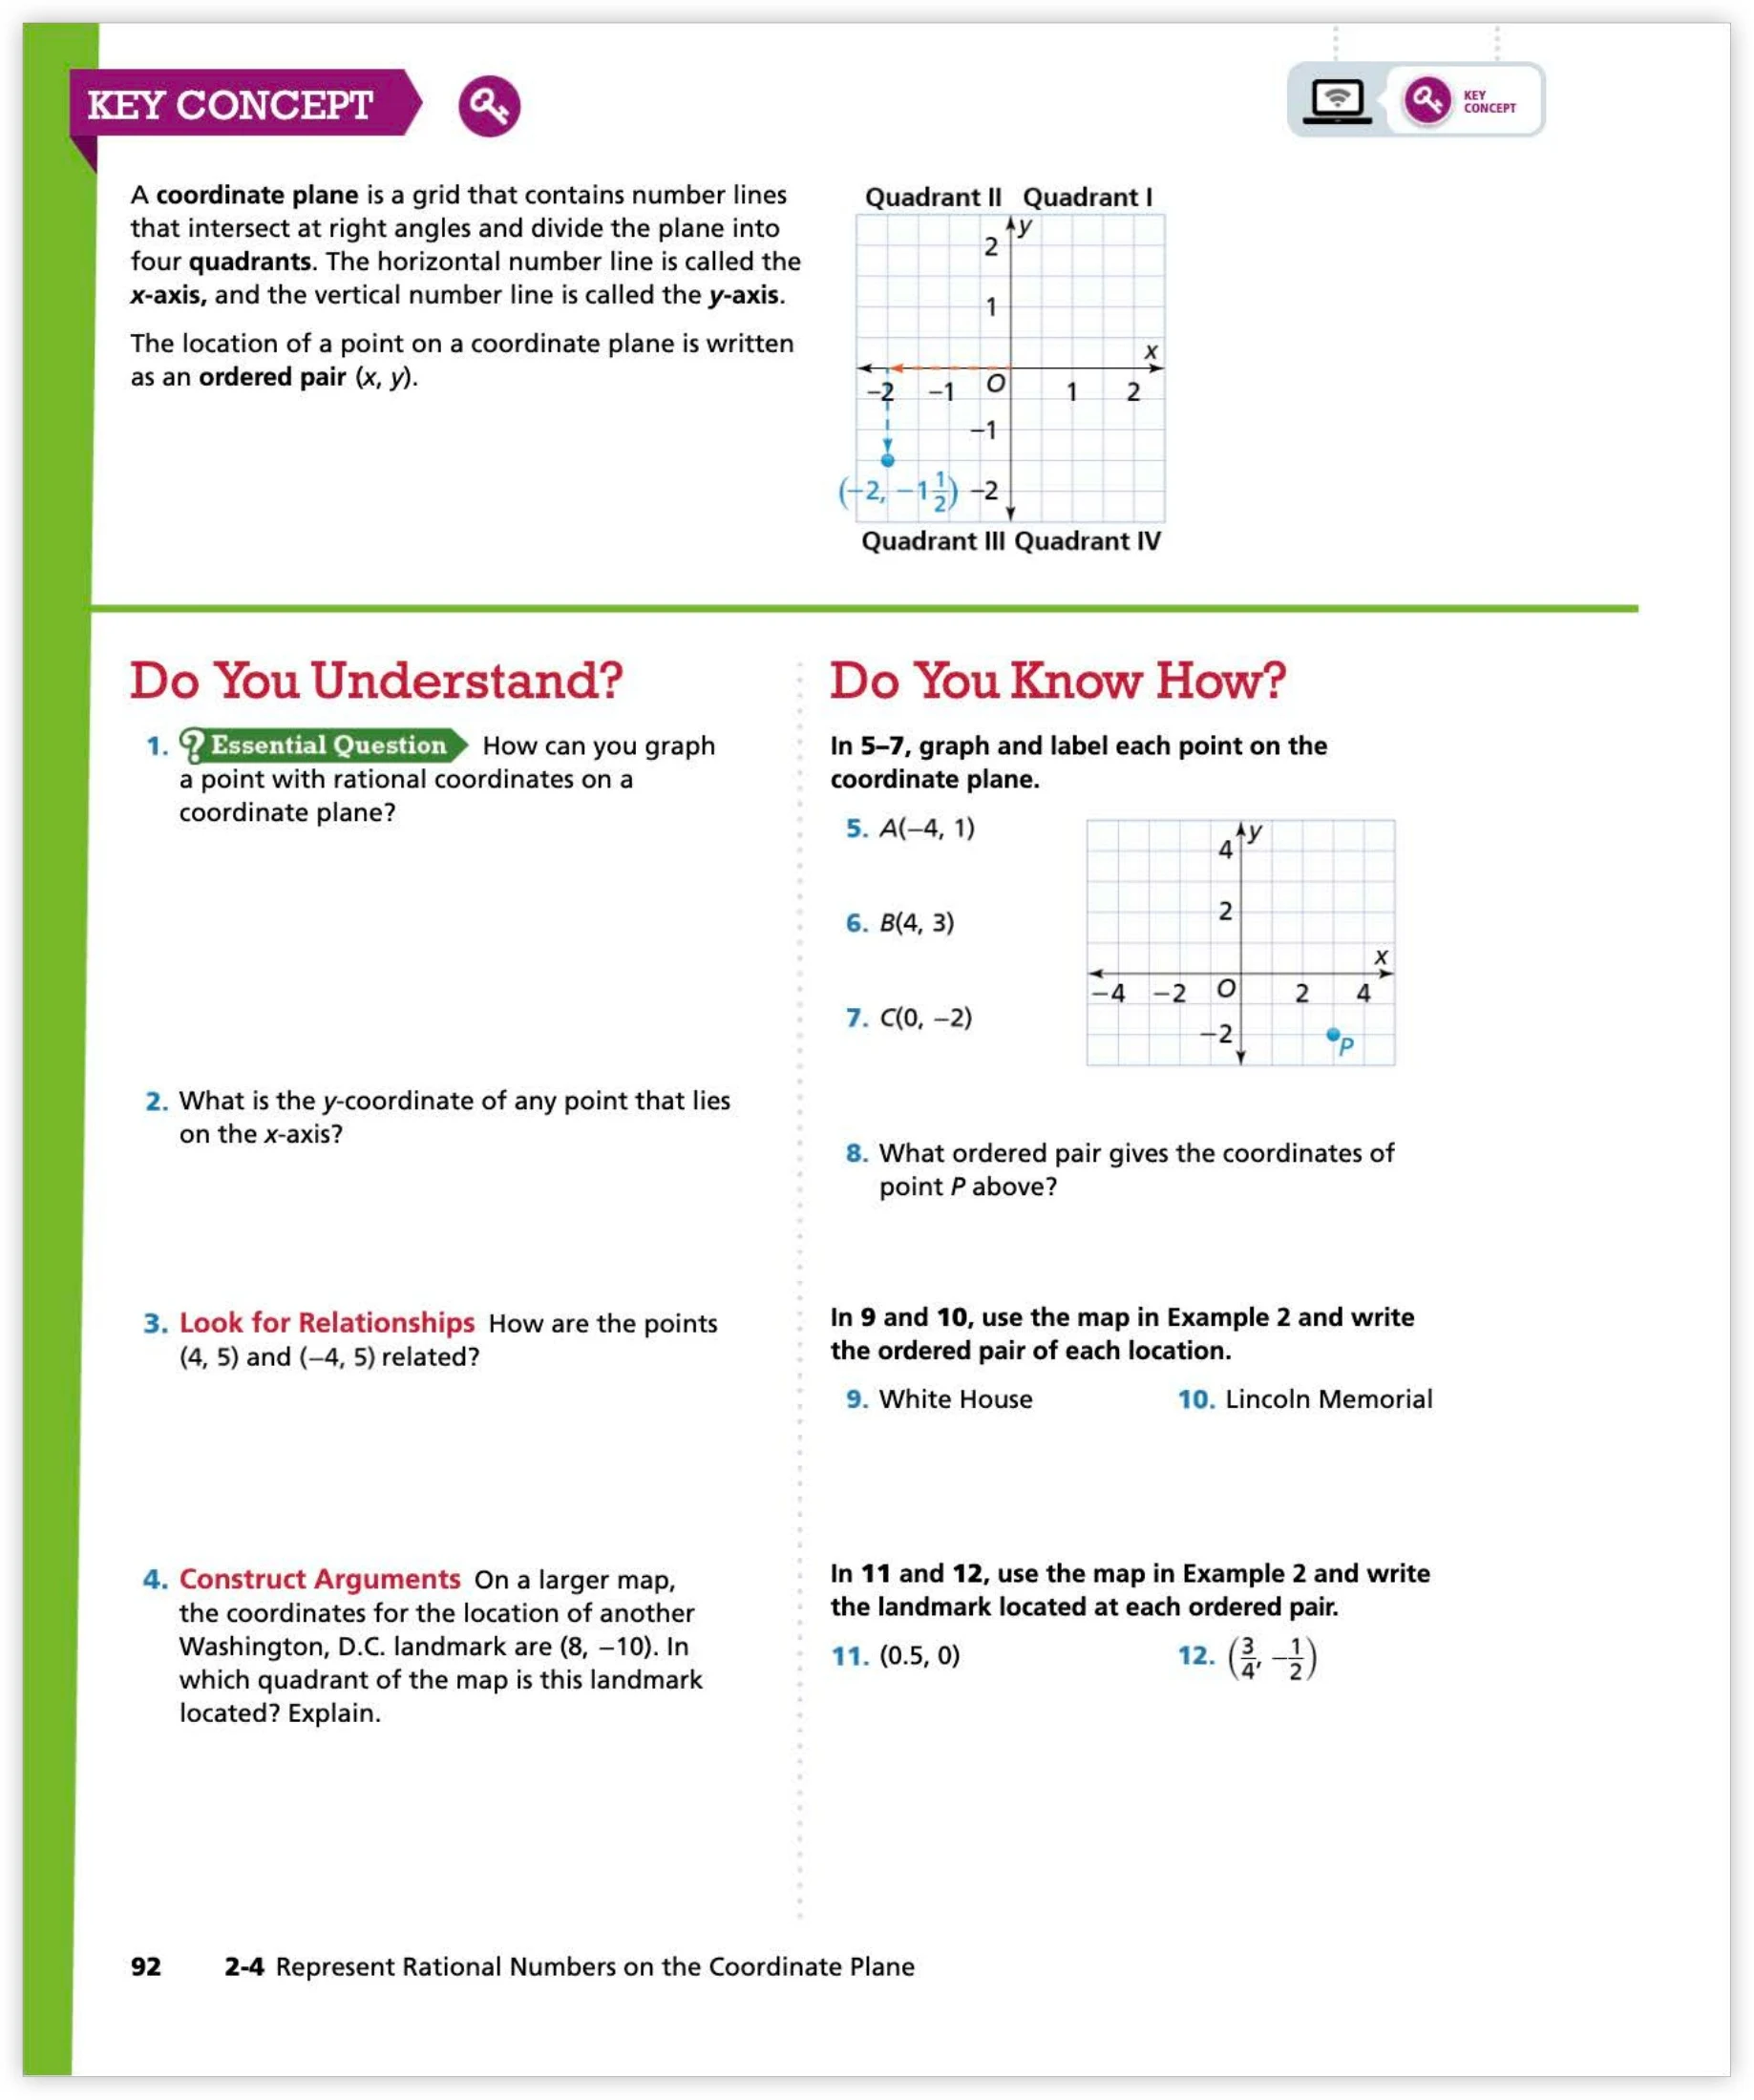 KEY CONCEPT
KEY
CONCEPT
A coordinate plane is a grid that contains number lines
that intersect at right angles and divide the plane into
four quadrants. The horizontal number line is called the
x-axis, and the vertical number line is called the y-axis.
The location of a point on a coordinate plane is written
as an ordered pair (x, y).
Quadrant II Quadrant I
y
2
1
x
−2 −1 O 1 2
−1
(−2, −1 1/2) −2
Quadrant III Quadrant IV
Do You Understand?
1. ? Essential Question How can you graph
a point with rational coordinates on a
coordinate plane?
2. What is the y-coordinate of any point that lies
on the x-axis?
3. Look for Relationships How are the points
(4, 5) and (−4, 5) related?
4. Construct Arguments On a larger map,
the coordinates for the location of another
Washington, D.C. landmark are (8, −10). In
which quadrant of the map is this landmark
located? Explain.
Do You Know How?
In 5–7, graph and label each point on the
coordinate plane.
5. A(−4, 1)
6. B(4, 3)
7. C(0, −2)
y
4
2
x
−4 −2 O 2 4
−2
P
8. What ordered pair gives the coordinates of
point P above?
In 9 and 10, use the map in Example 2 and write
the ordered pair of each location.
9. White House 10. Lincoln Memorial
In 11 and 12, use the map in Example 2 and write
the landmark located at each ordered pair.
11. (0.5, 0) 12. (3/4, −1/2)
92 2-4 Represent Rational Numbers on the Coordinate Plane